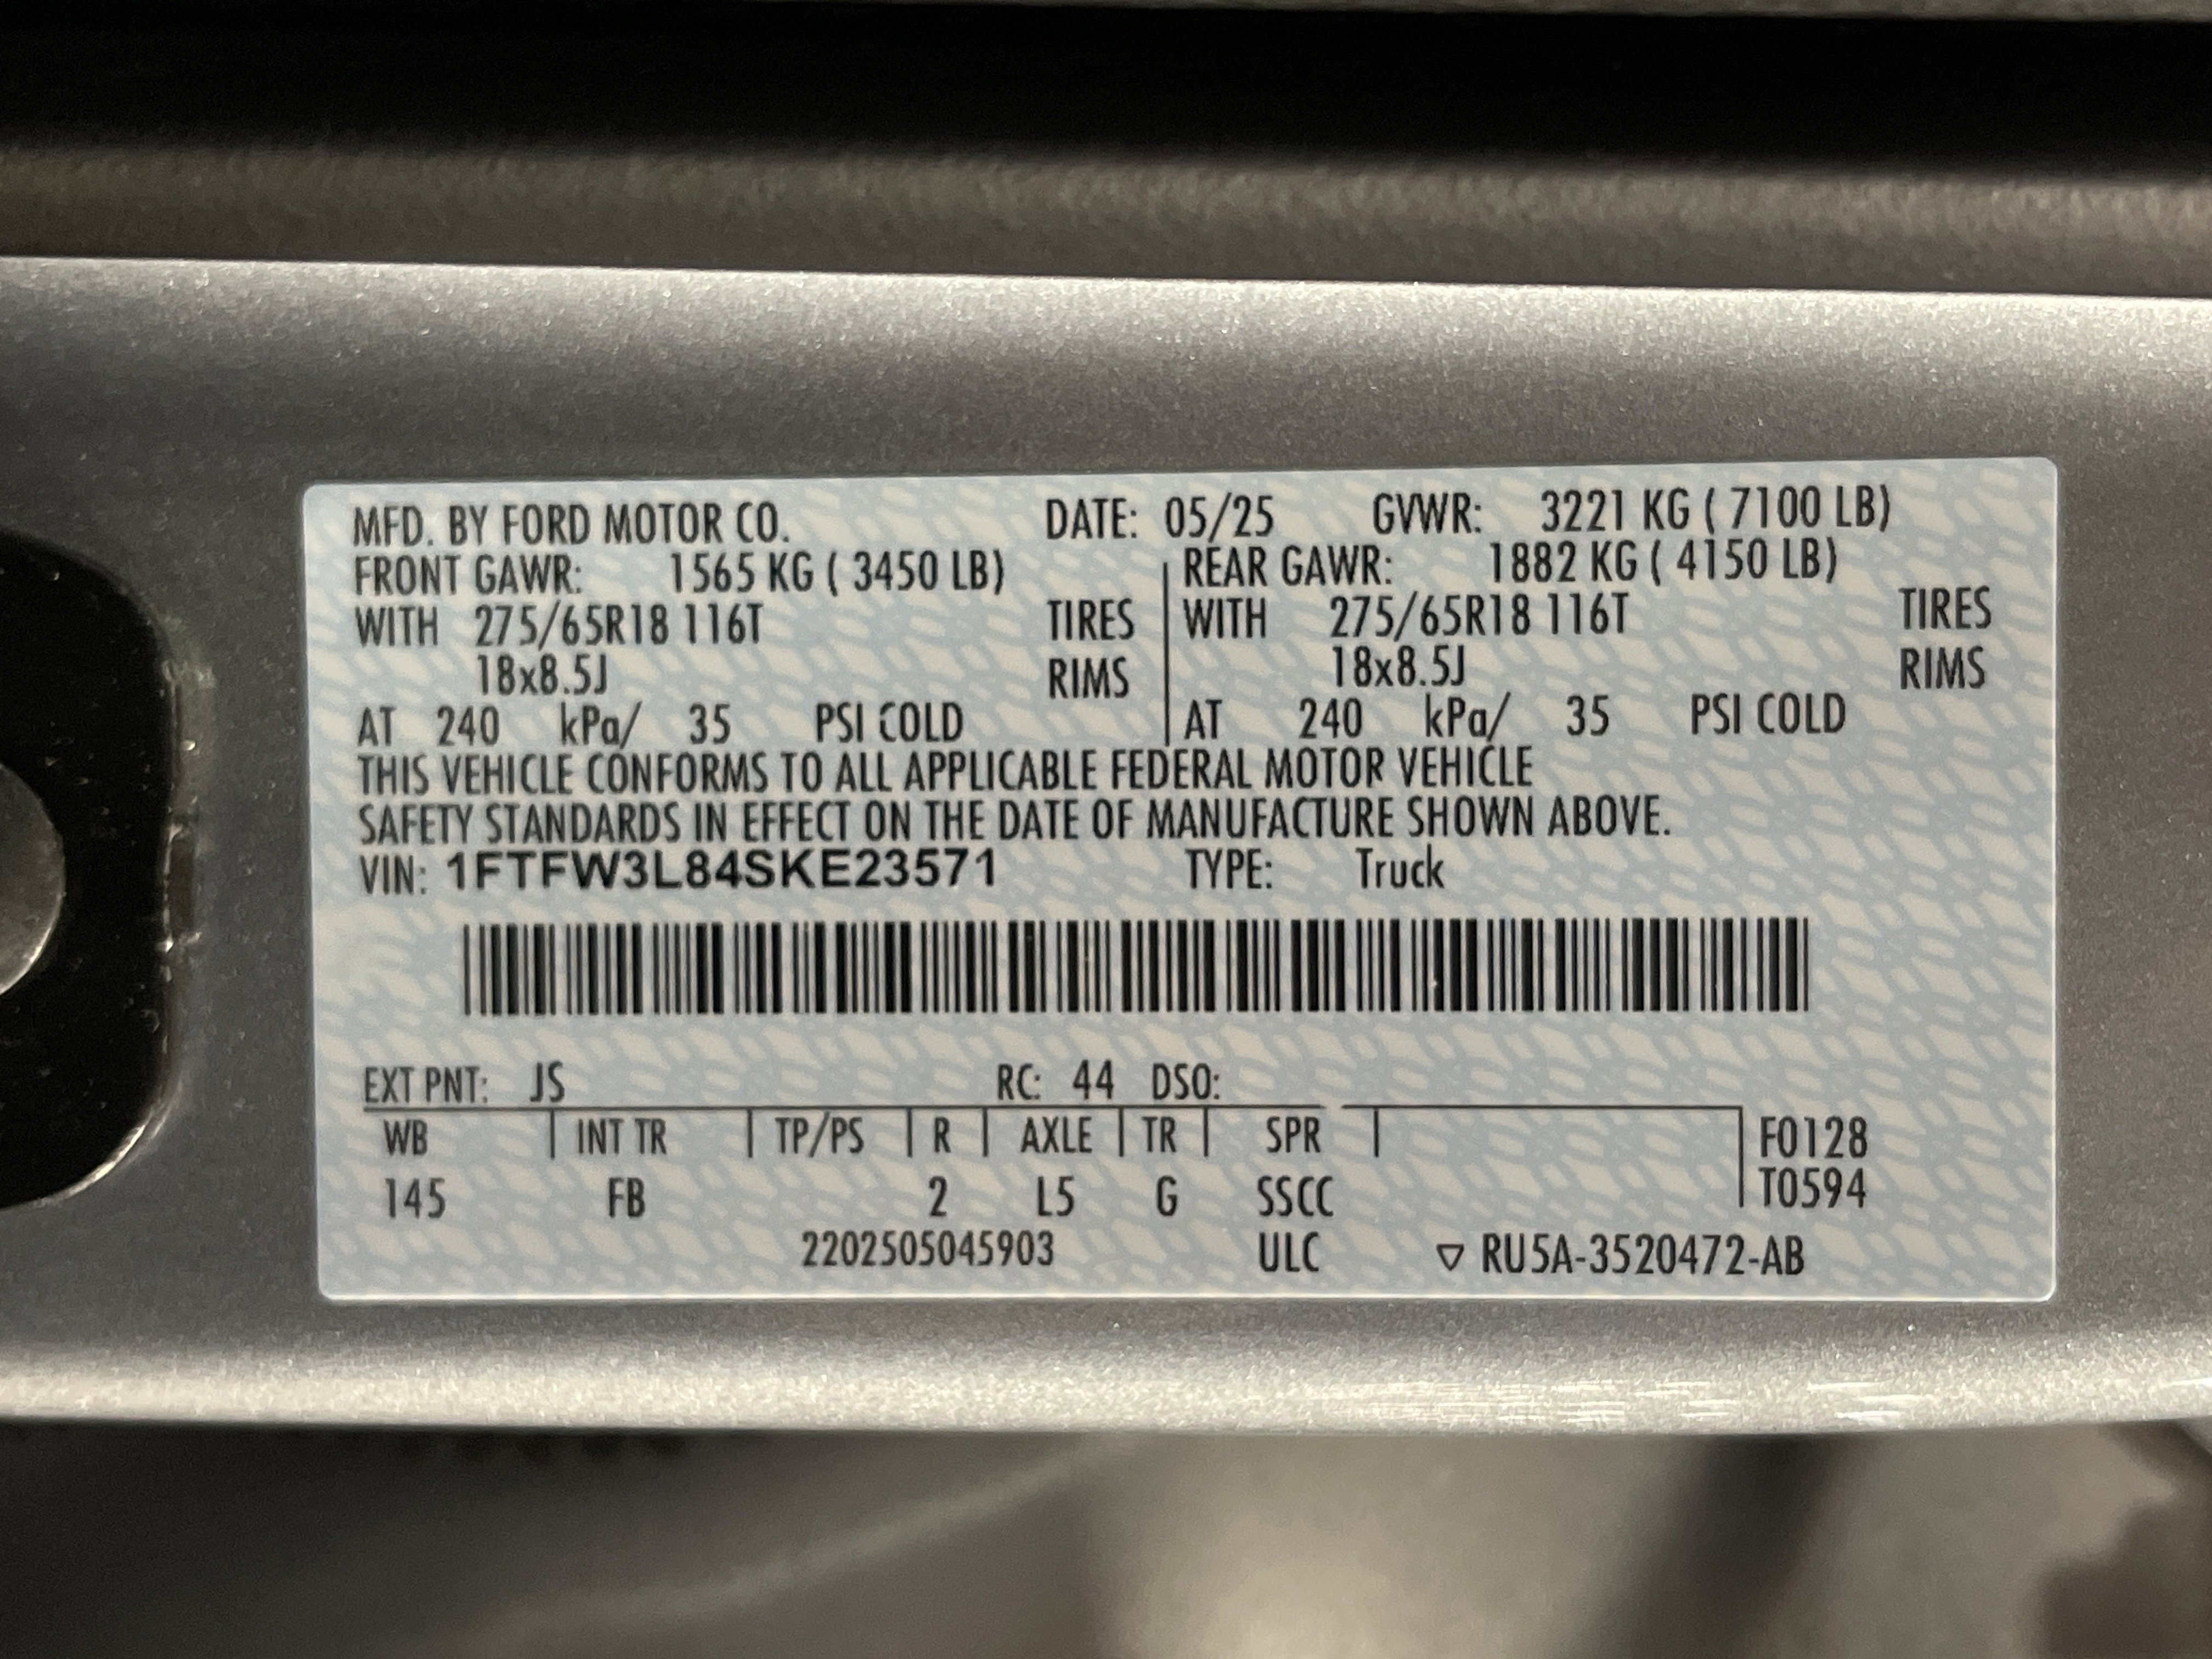 MFD. BY FORD MOTOR CO. DATE: 05/25 GVWR: 3221 KG ( 7100 LB)
FRONT GAWR: 1565 KG ( 3450 LB) REAR GAWR: 1882 KG ( 4150 LB)
WITH 275/65R18 116T TIRES WITH 275/65R18 116T TIRES
18x8.5J RIMS 18x8.5J RIMS
AT 240 kPa/ 35 PSI COLD AT 240 kPa/ 35 PSI COLD
THIS VEHICLE CONFORMS TO ALL APPLICABLE FEDERAL MOTOR VEHICLE
SAFETY STANDARDS IN EFFECT ON THE DATE OF MANUFACTURE SHOWN ABOVE.
VIN: 1FTFW3L84SKE23571 TYPE: Truck
EXT PNT: JS RC: 44 DSO:
WB INT TR TP/PS R AXLE TR SPR F0128
145 FB 2 L5 G SSCC T0594
2202505045903 ULC ▽ RU5A-3520472-AB